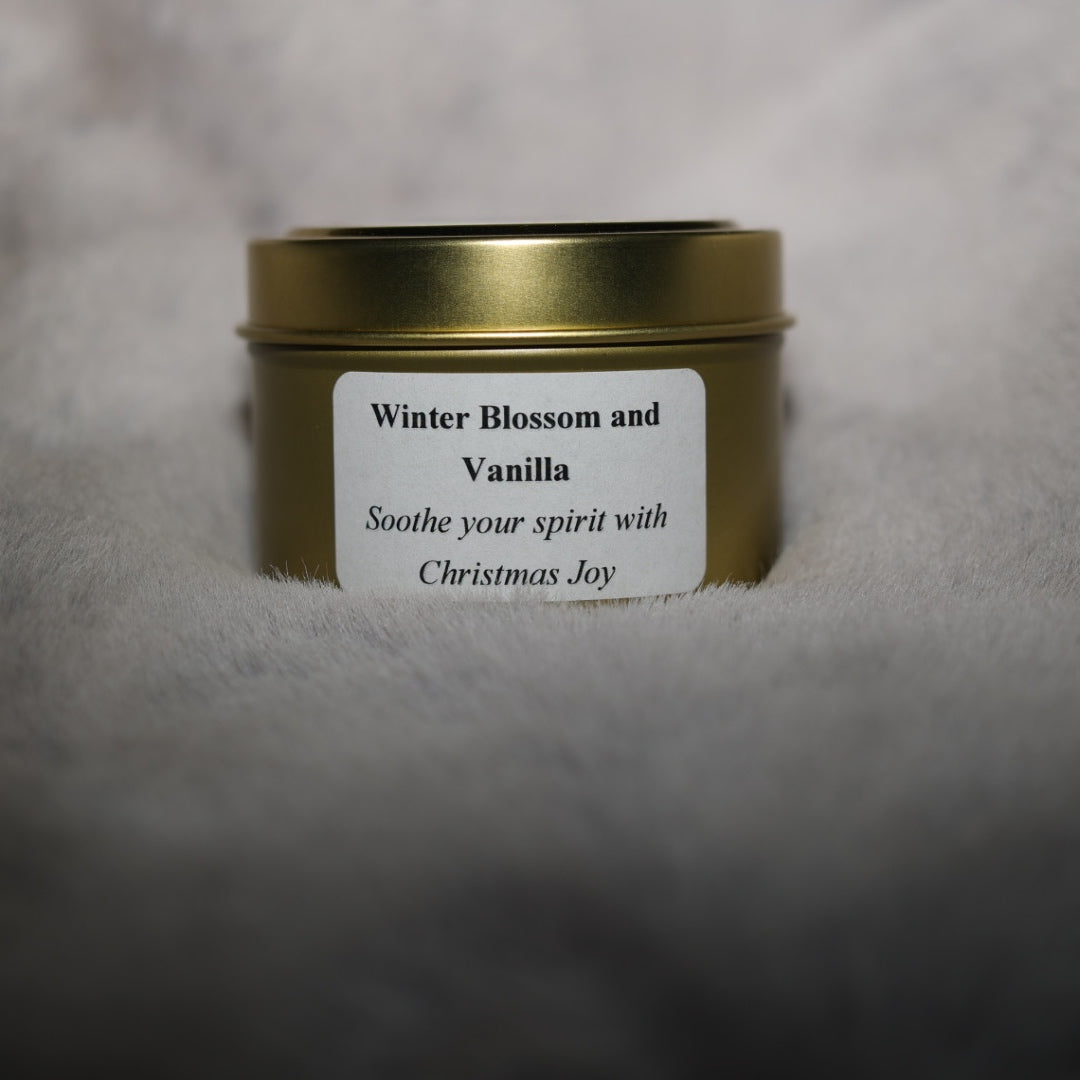 Winter Blossom and
Vanilla
Soothe your spirit with
Christmas Joy